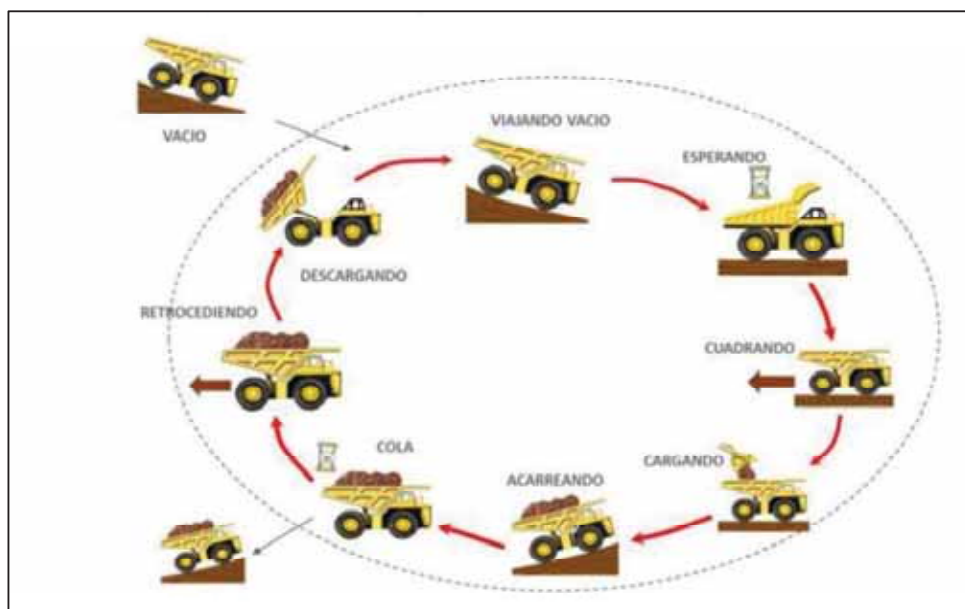 VACIO
VIAJANDO VACIO
ESPERANDO
DESCARGANDO
RETROCEDIENDO
CUADRANDO
COLA
CARGANDO
ACARREANDO